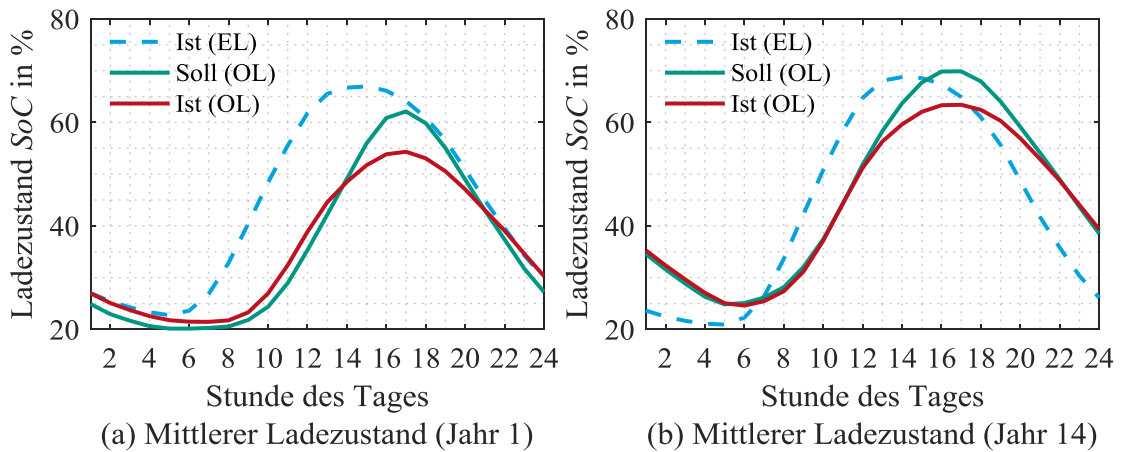 80
60
40
20
Ladezustand SoC in %
Ist (EL)
Soll (OL)
Ist (OL)
2 4 6 8 10 12 14 16 18 20 22 24
Stunde des Tages
(a) Mittlerer Ladezustand (Jahr 1)
80
60
40
20
Ladezustand SoC in %
Ist (EL)
Soll (OL)
Ist (OL)
2 4 6 8 10 12 14 16 18 20 22 24
Stunde des Tages
(b) Mittlerer Ladezustand (Jahr 14)